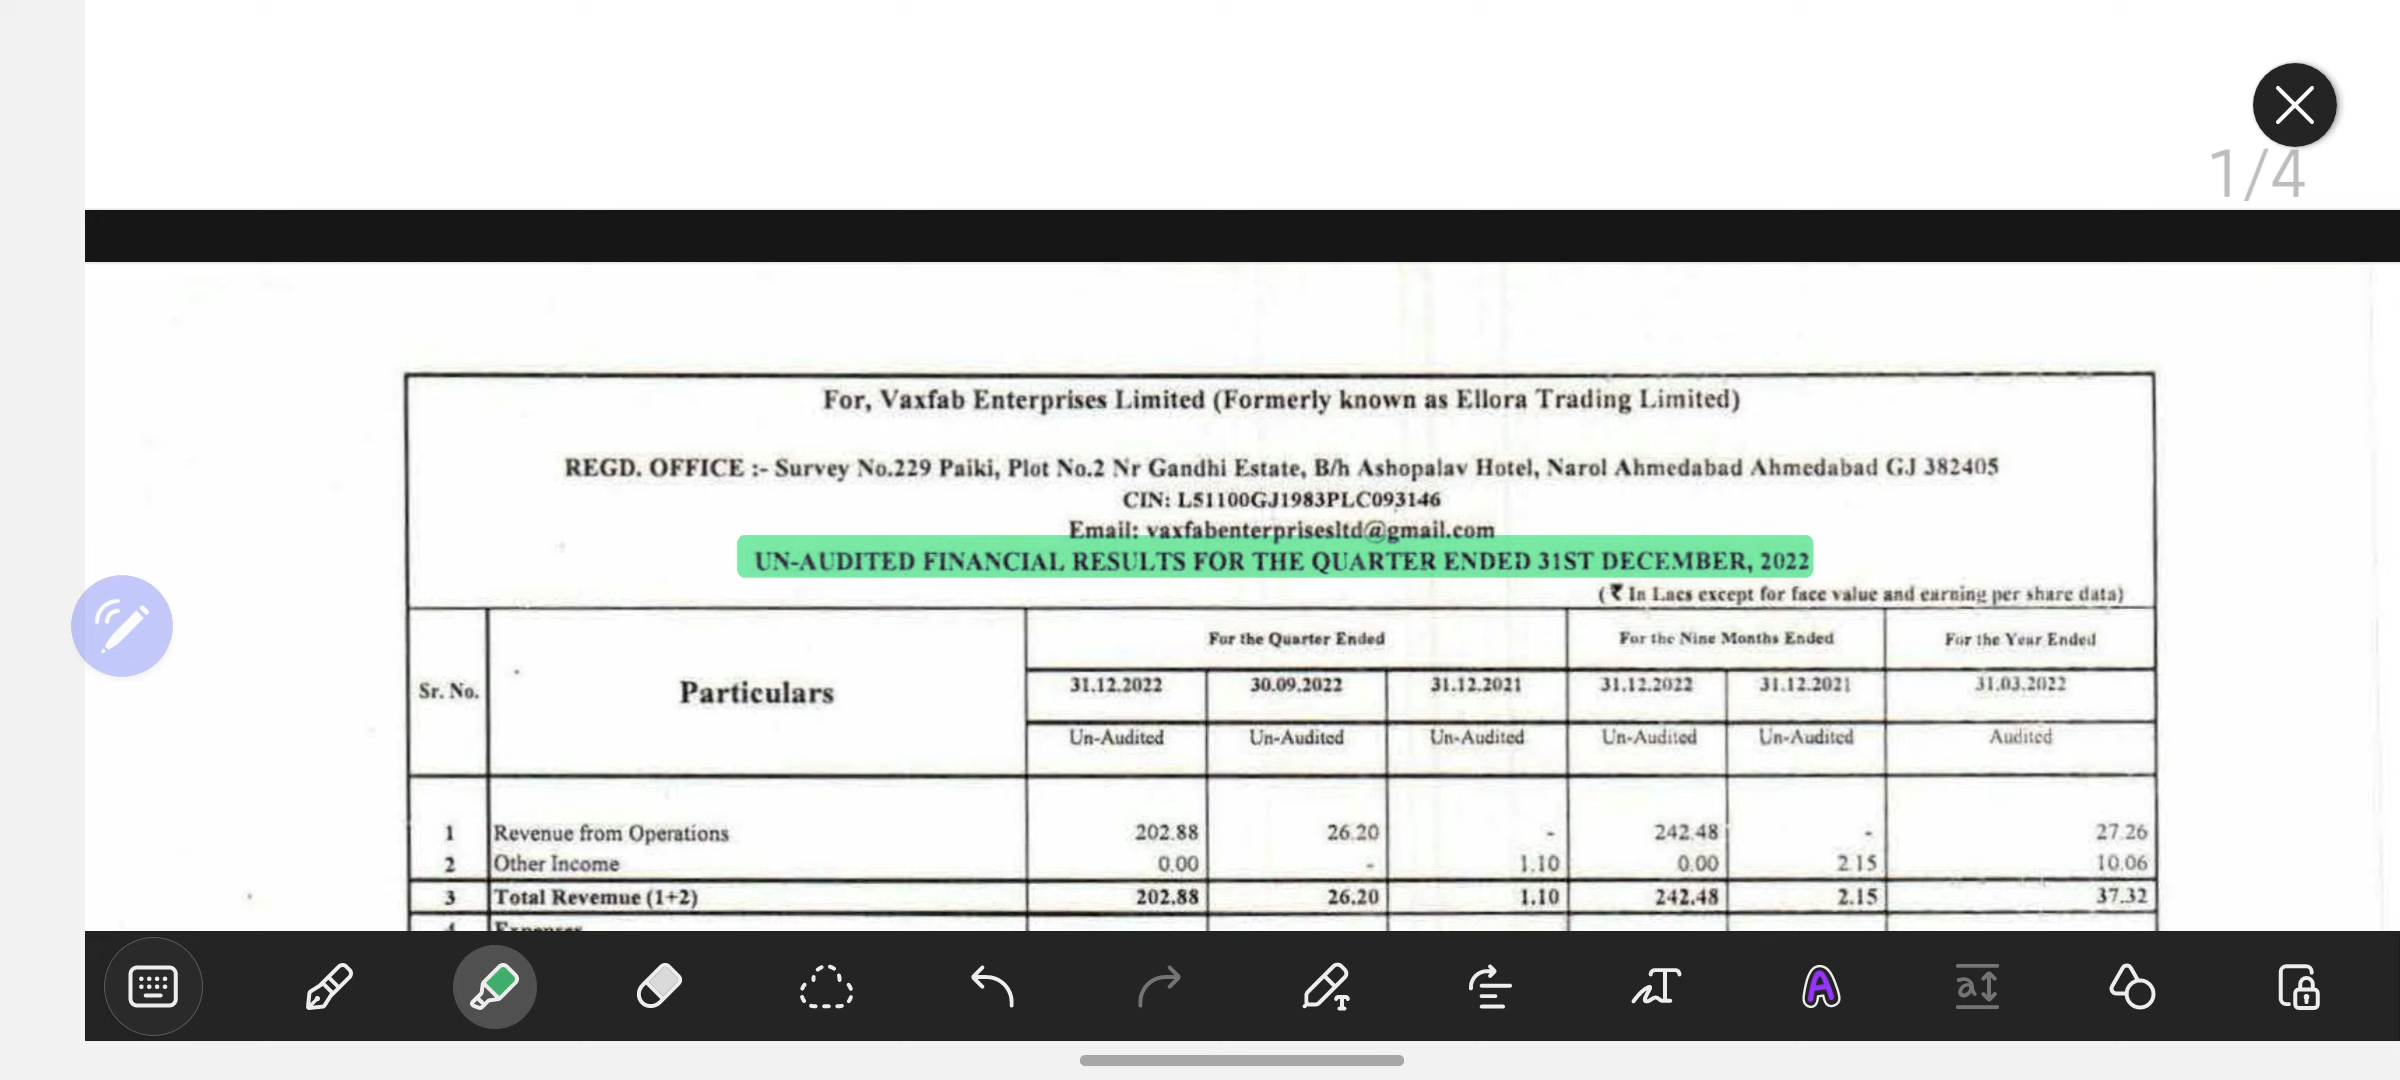 1/4
For, Vaxfab Enterprises Limited (Formerly known as Ellora Trading Limited)
REGD. OFFICE :- Survey No.229 Paiki, Plot No.2 Nr Gandhi Estate, B/h Ashopalav Hotel, Narol Ahmedabad Ahmedabad GJ 382405
CIN: L51100GJ1983PLC093146
Email: vaxfabenterprisesltd@gmail.com
UN-AUDITED FINANCIAL RESULTS FOR THE QUARTER ENDED 31ST DECEMBER, 2022
(₹ In Lacs except for face value and earning per share data)
Sr. No. Particulars For the Quarter Ended For the Nine Months Ended For the Year Ended
31.12.2022 30.09.2022 31.12.2021 31.12.2022 31.12.2021 31.03.2022
Un-Audited Un-Audited Un-Audited Un-Audited Un-Audited Audited
1 Revenue from Operations 202.88 26.20 - 242.48 - 27.26
2 Other Income 0.00 - 1.10 0.00 2.15 10.06
3 Total Revenue (1+2) 202.88 26.20 1.10 242.48 2.15 37.32
4 Expenses